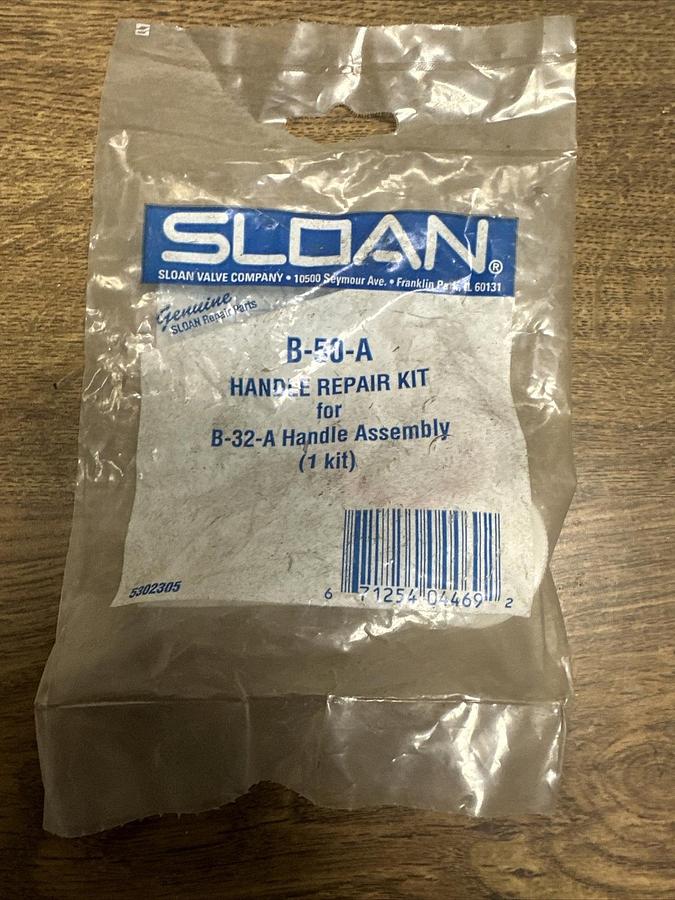 SLOAN®
SLOAN VALVE COMPANY • 10500 Seymour Ave. • Franklin Park, IL 60131
Genuine
SLOAN Repair Parts
B-50-A
HANDLE REPAIR KIT
for
B-32-A Handle Assembly
(1 kit)
5302305
6 71254 04469 2